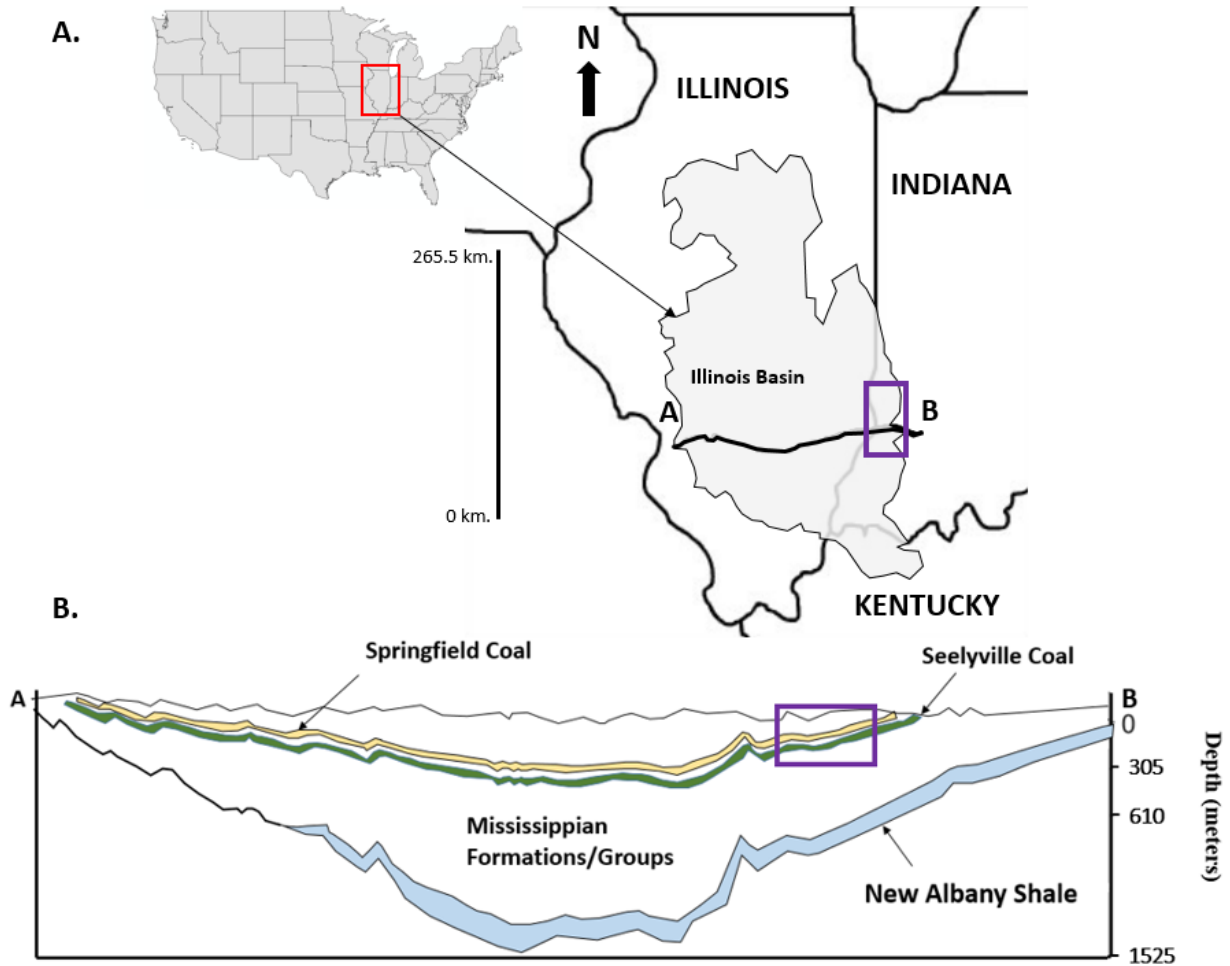 A.
N
ILLINOIS
INDIANA
265.5 km.
Illinois Basin
A
B
0 km.
KENTUCKY
B.
Springfield Coal
Seelyville Coal
A
B
0
305
610
Mississippian
Formations/Groups
New Albany Shale
1525
Depth (meters)